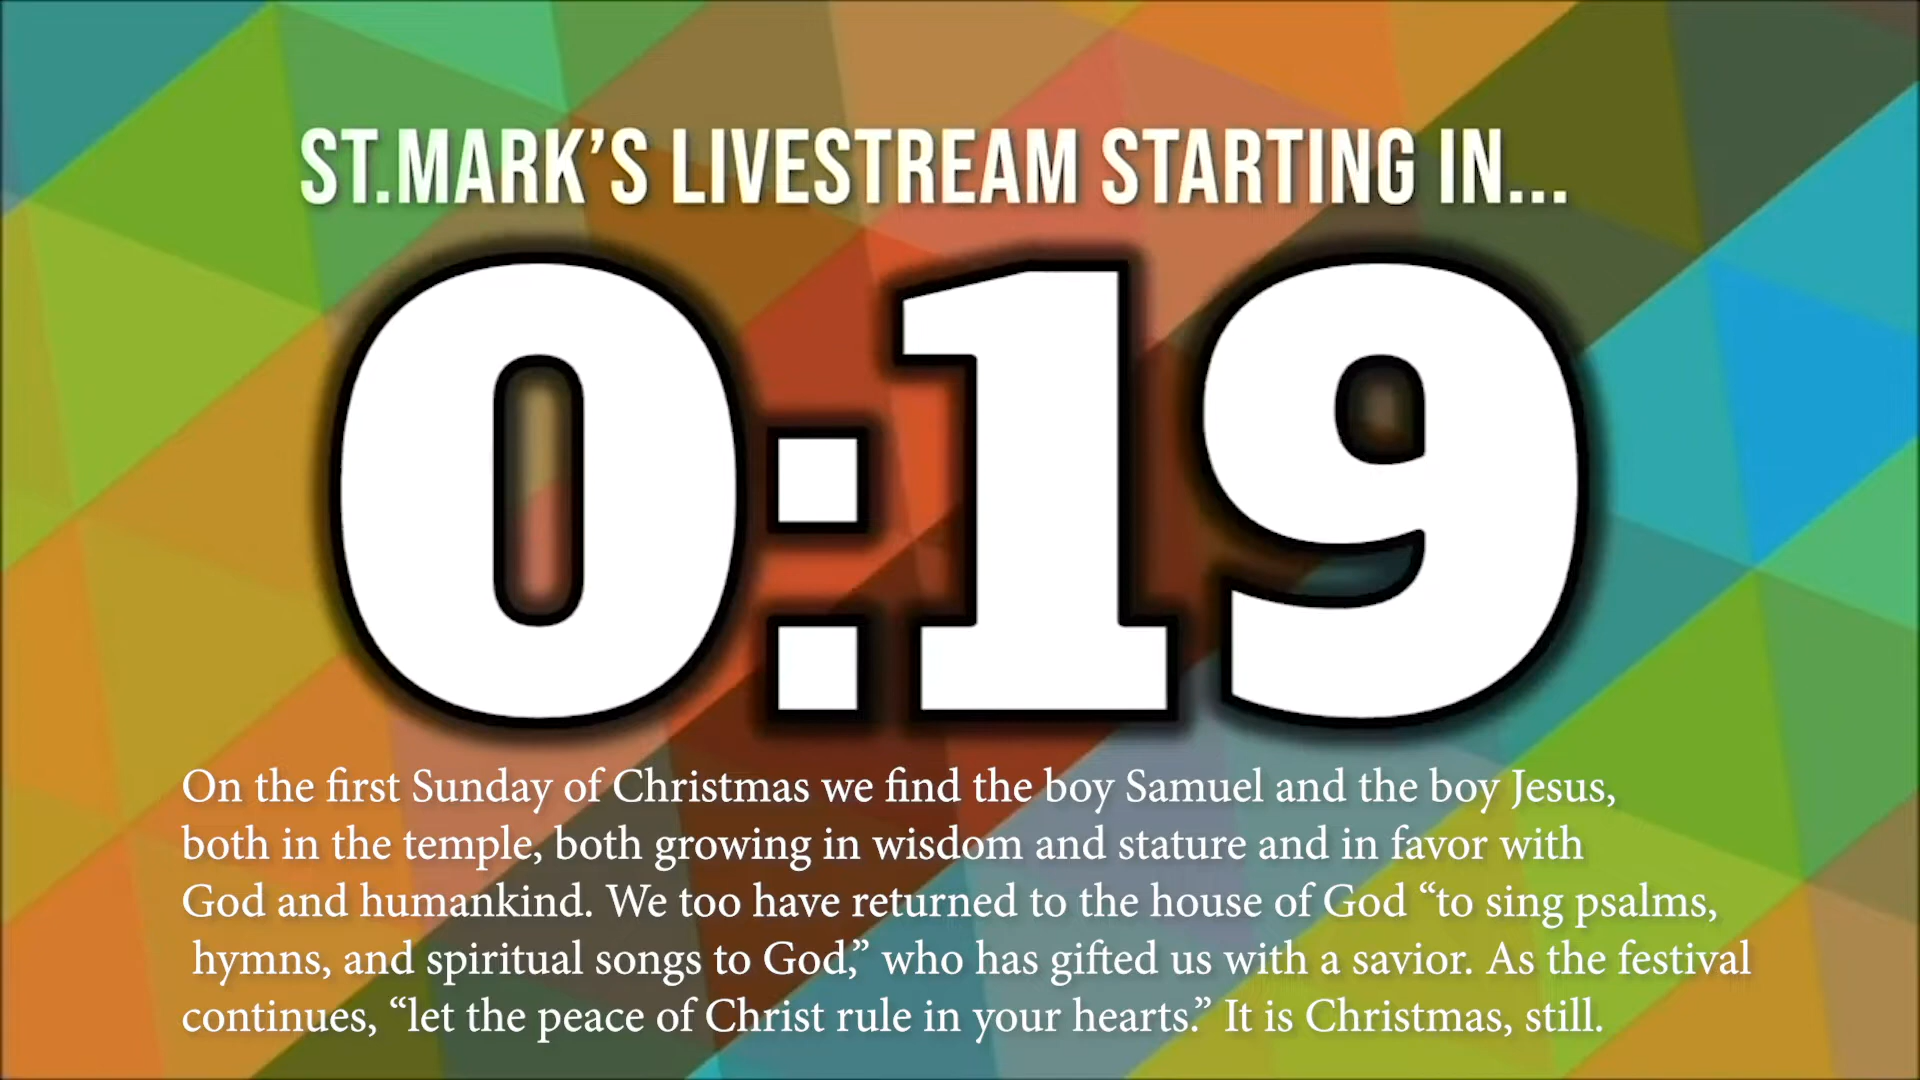 ST.MARK’S LIVESTREAM STARTING IN...
0:19
On the first Sunday of Christmas we find the boy Samuel and the boy Jesus,
both in the temple, both growing in wisdom and stature and in favor with
God and humankind. We too have returned to the house of God “to sing psalms,
hymns, and spiritual songs to God,” who has gifted us with a savior. As the festival
continues, “let the peace of Christ rule in your hearts.” It is Christmas, still.